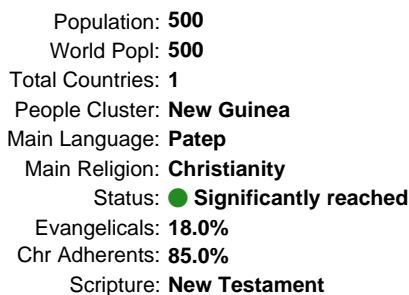 Population: 500
World Popl: 500
Total Countries: 1
People Cluster: New Guinea
Main Language: Patep
Main Religion: Christianity
Status: Significantly reached
Evangelicals: 18.0%
Chr Adherents: 85.0%
Scripture: New Testament